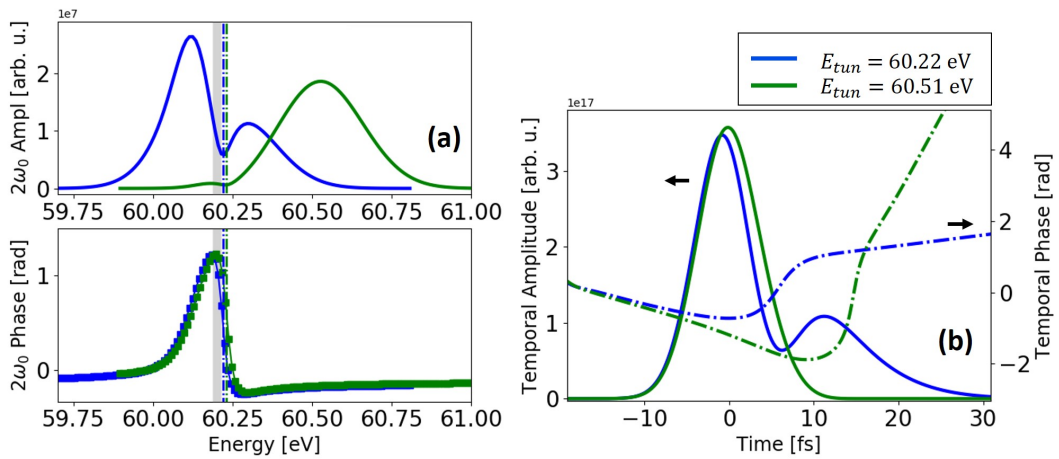 1e7
2ω₀ Ampl [arb. u.]
2
1
0
(a)
59.75 60.00 60.25 60.50 60.75 61.00
2ω₀ Phase [rad]
1
0
59.75 60.00 60.25 60.50 60.75 61.00
Energy [eV]
E_tun = 60.22 eV
E_tun = 60.51 eV
1e17
Temporal Amplitude [arb. u.]
3
2
1
0
(b)
4
2
0
−2
Temporal Phase [rad]
−10 0 10 20 30
Time [fs]